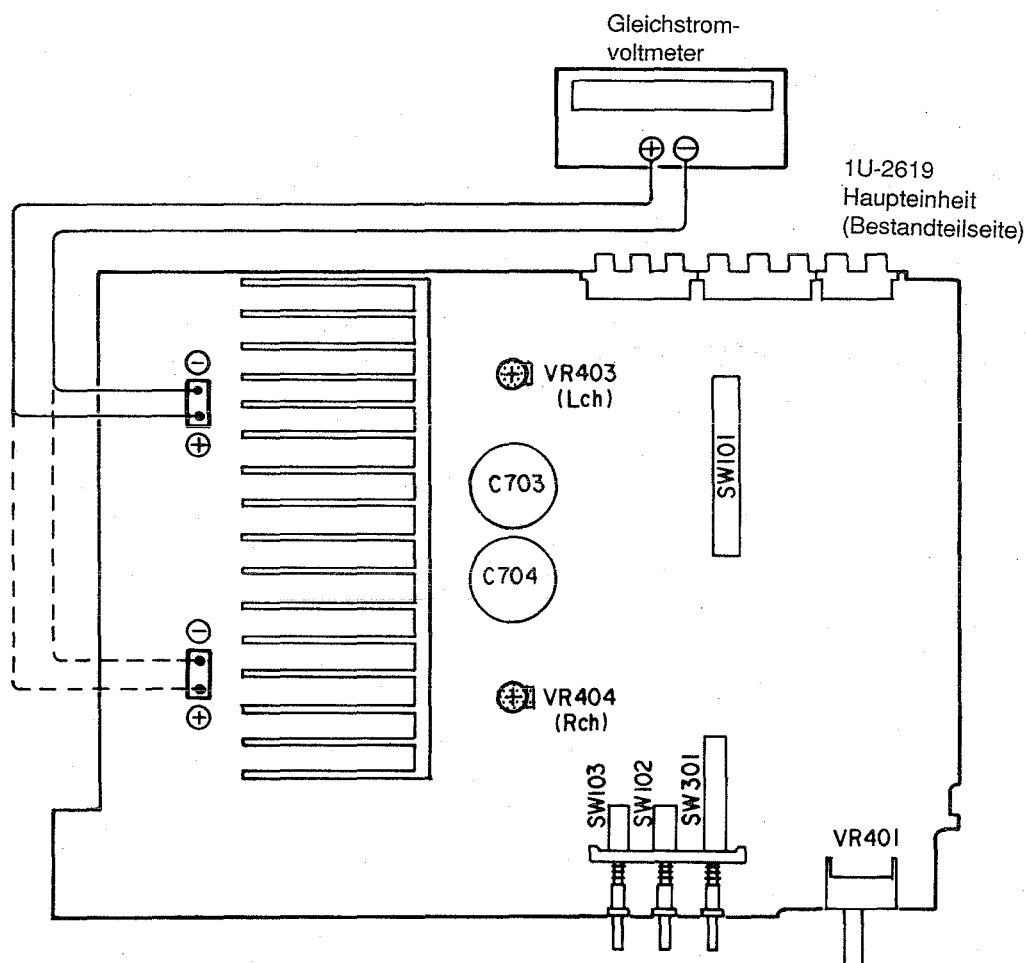 Gleichstrom-
voltmeter
⊕ ⊖
1U-2619
Haupteinheit
(Bestandteilseite)
⊖
⊕
VR403
(Lch)
C703
SW101
C704
⊖
⊕
VR404
(Rch)
SW103
SW102
SW301
VR401